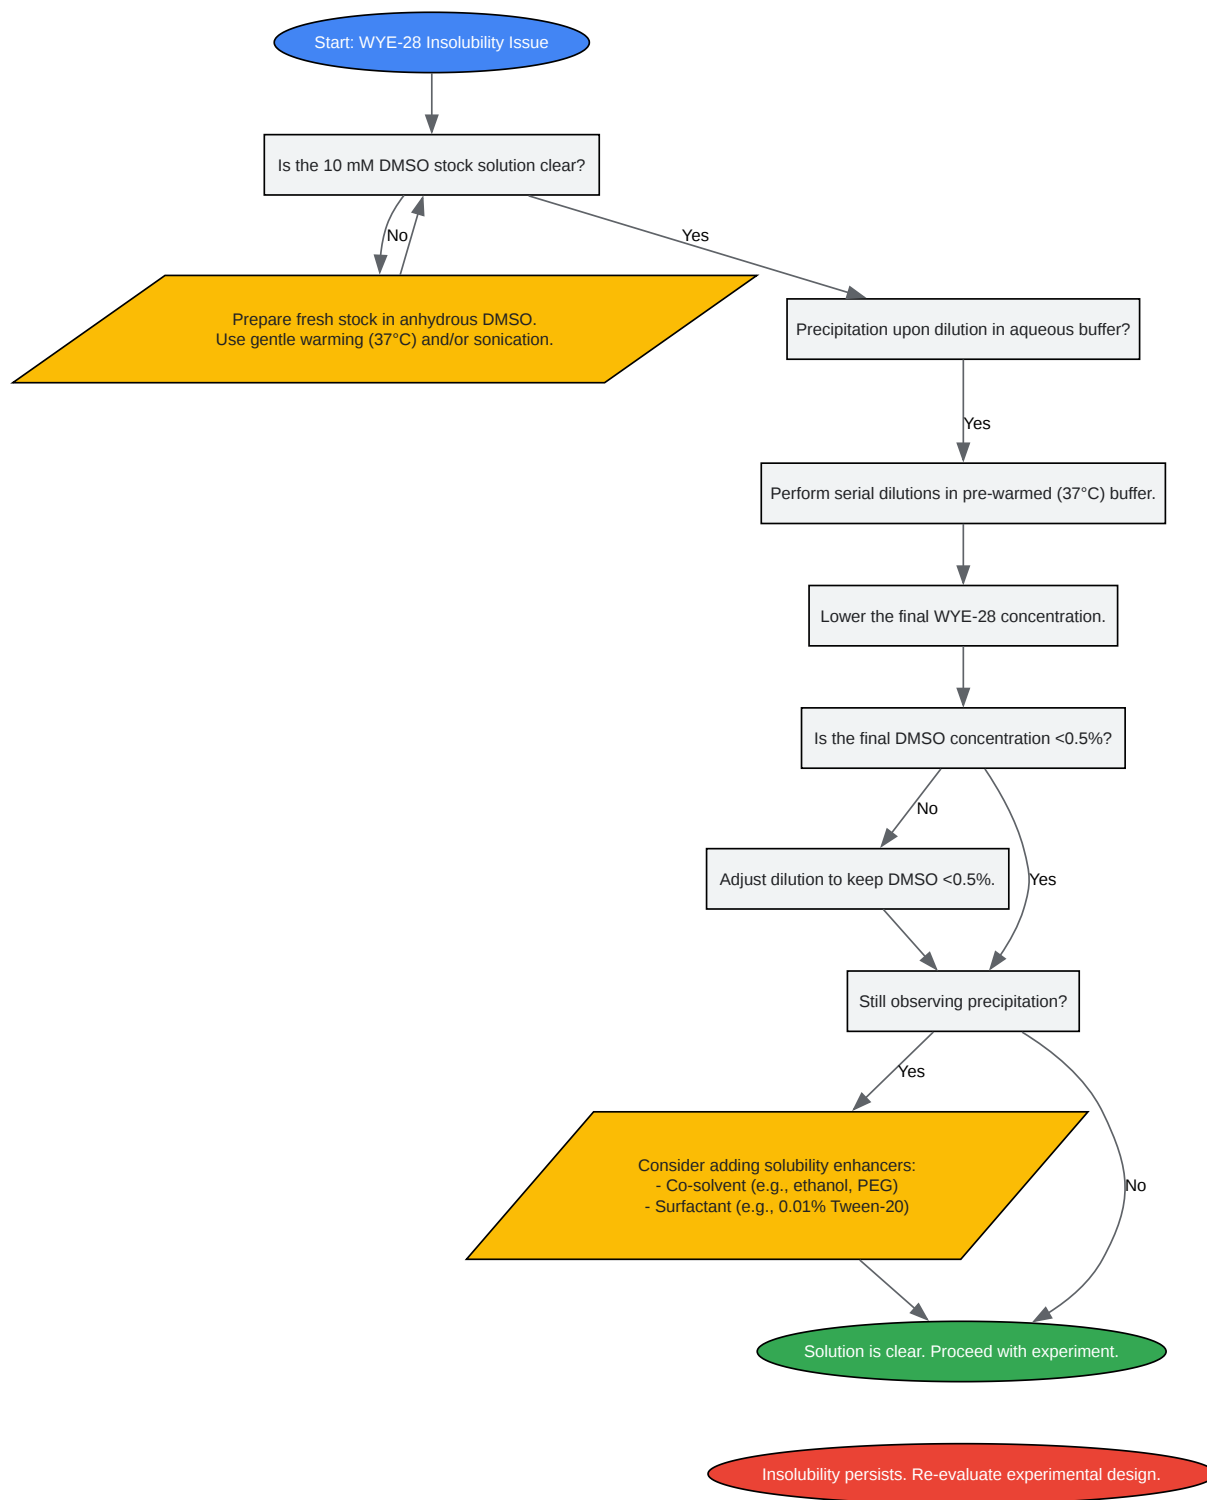 Start: WYE-28 Insolubility Issue
Is the 10 mM DMSO stock solution clear?
No
Yes
Prepare fresh stock in anhydrous DMSO.
Use gentle warming (37°C) and/or sonication.
Precipitation upon dilution in aqueous buffer?
Yes
Perform serial dilutions in pre-warmed (37°C) buffer.
Lower the final WYE-28 concentration.
Is the final DMSO concentration <0.5%?
No
Adjust dilution to keep DMSO <0.5%.
Yes
Still observing precipitation?
Yes
Consider adding solubility enhancers:
- Co-solvent (e.g., ethanol, PEG)
- Surfactant (e.g., 0.01% Tween-20)
No
Solution is clear. Proceed with experiment.
Insolubility persists. Re-evaluate experimental design.